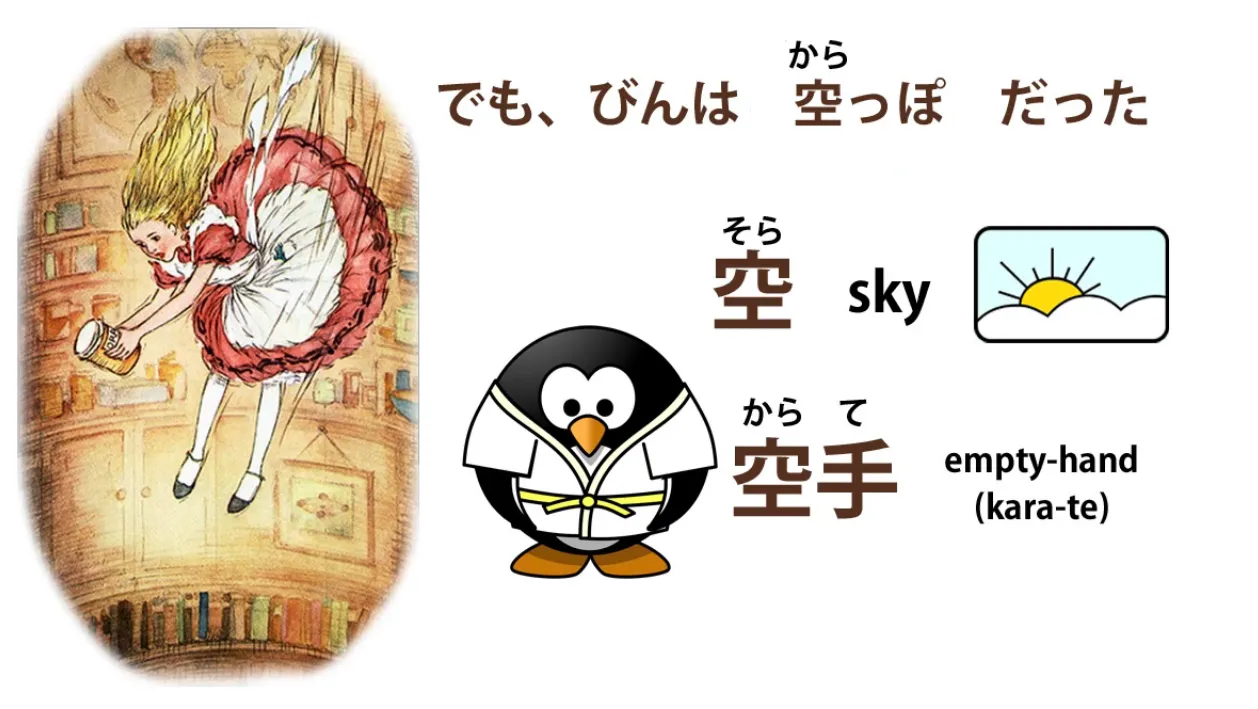 から
でも、びんは 空っぽ だった
そら
空 sky
から て
空手 empty-hand
(kara-te)